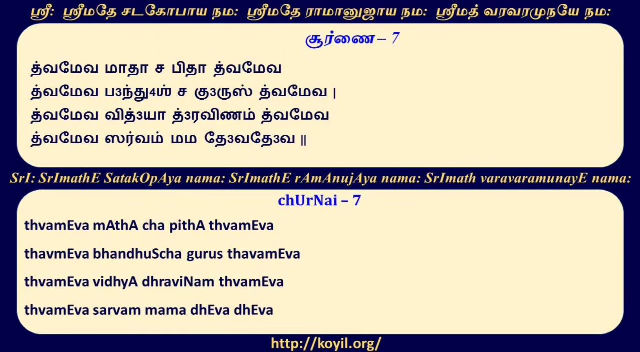 ஸ்ரீ: ஸ்ரீமதே சடகோபாய நம: ஸ்ரீமதே ராமானுஜாய நம: ஸ்ரீமத் வரவரமுநயே நம:
சூர்ணை – 7
த்வமேவ மாதா ச பிதா த்வமேவ
த்வமேவ ப3ந்து4ஶ் ச கு3ருஸ் த்வமேவ |
த்வமேவ வித்3யா த்3ரவிணம் த்வமேவ
த்வமேவ ஸர்வம் மம தே3வதே3வ ||
SrI: SrImathE SatakOpAya nama: SrImathE rAmAnujAya nama: SrImath varavaramunayE nama:
chUrNai – 7
thvamEva mAthA cha pithA thvamEva
thavmEva bhandhuScha gurus thavamEva
thvamEva vidhyA dhraviNam thvamEva
thvamEva sarvam mama dhEva dhEva
http://koyil.org/